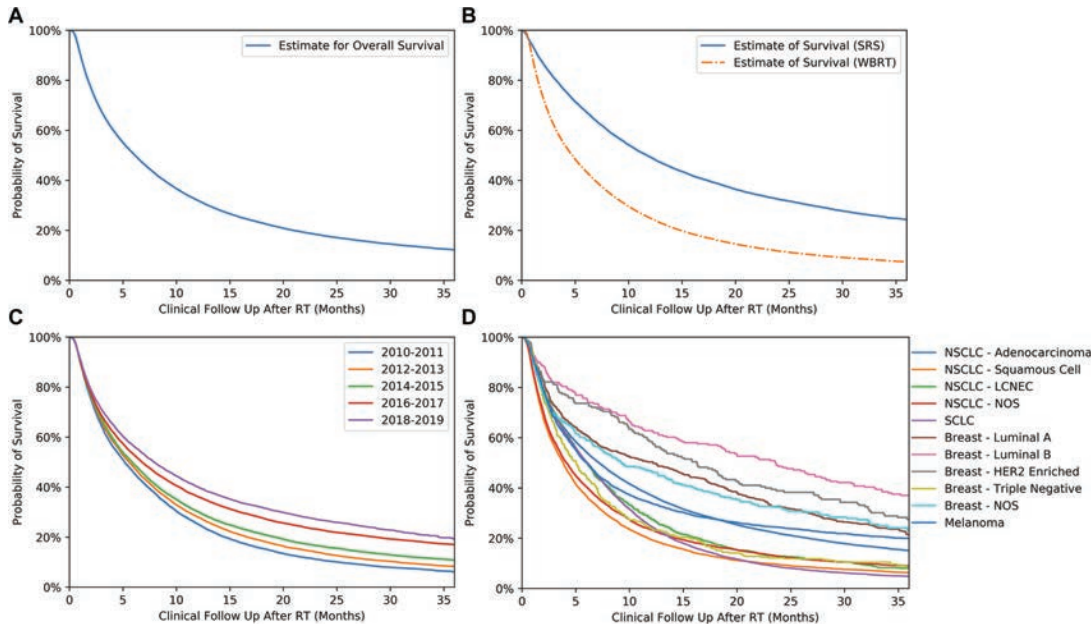 A
100%
80%
60%
40%
20%
0%
Probability of Survival
Estimate for Overall Survival
0 5 10 15 20 25 30 35
Clinical Follow Up After RT (Months)
B
100%
80%
60%
40%
20%
0%
Probability of Survival
Estimate of Survival (SRS)
Estimate of Survival (WBRT)
0 5 10 15 20 25 30 35
Clinical Follow Up After RT (Months)
C
100%
80%
60%
40%
20%
0%
Probability of Survival
2010-2011
2012-2013
2014-2015
2016-2017
2018-2019
0 5 10 15 20 25 30 35
Clinical Follow Up After RT (Months)
D
100%
80%
60%
40%
20%
0%
Probability of Survival
0 5 10 15 20 25 30 35
Clinical Follow Up After RT (Months)
NSCLC - Adenocarcinoma
NSCLC - Squamous Cell
NSCLC - LCNEC
NSCLC - NOS
SCLC
Breast - Luminal A
Breast - Luminal B
Breast - HER2 Enriched
Breast - Triple Negative
Breast - NOS
Melanoma